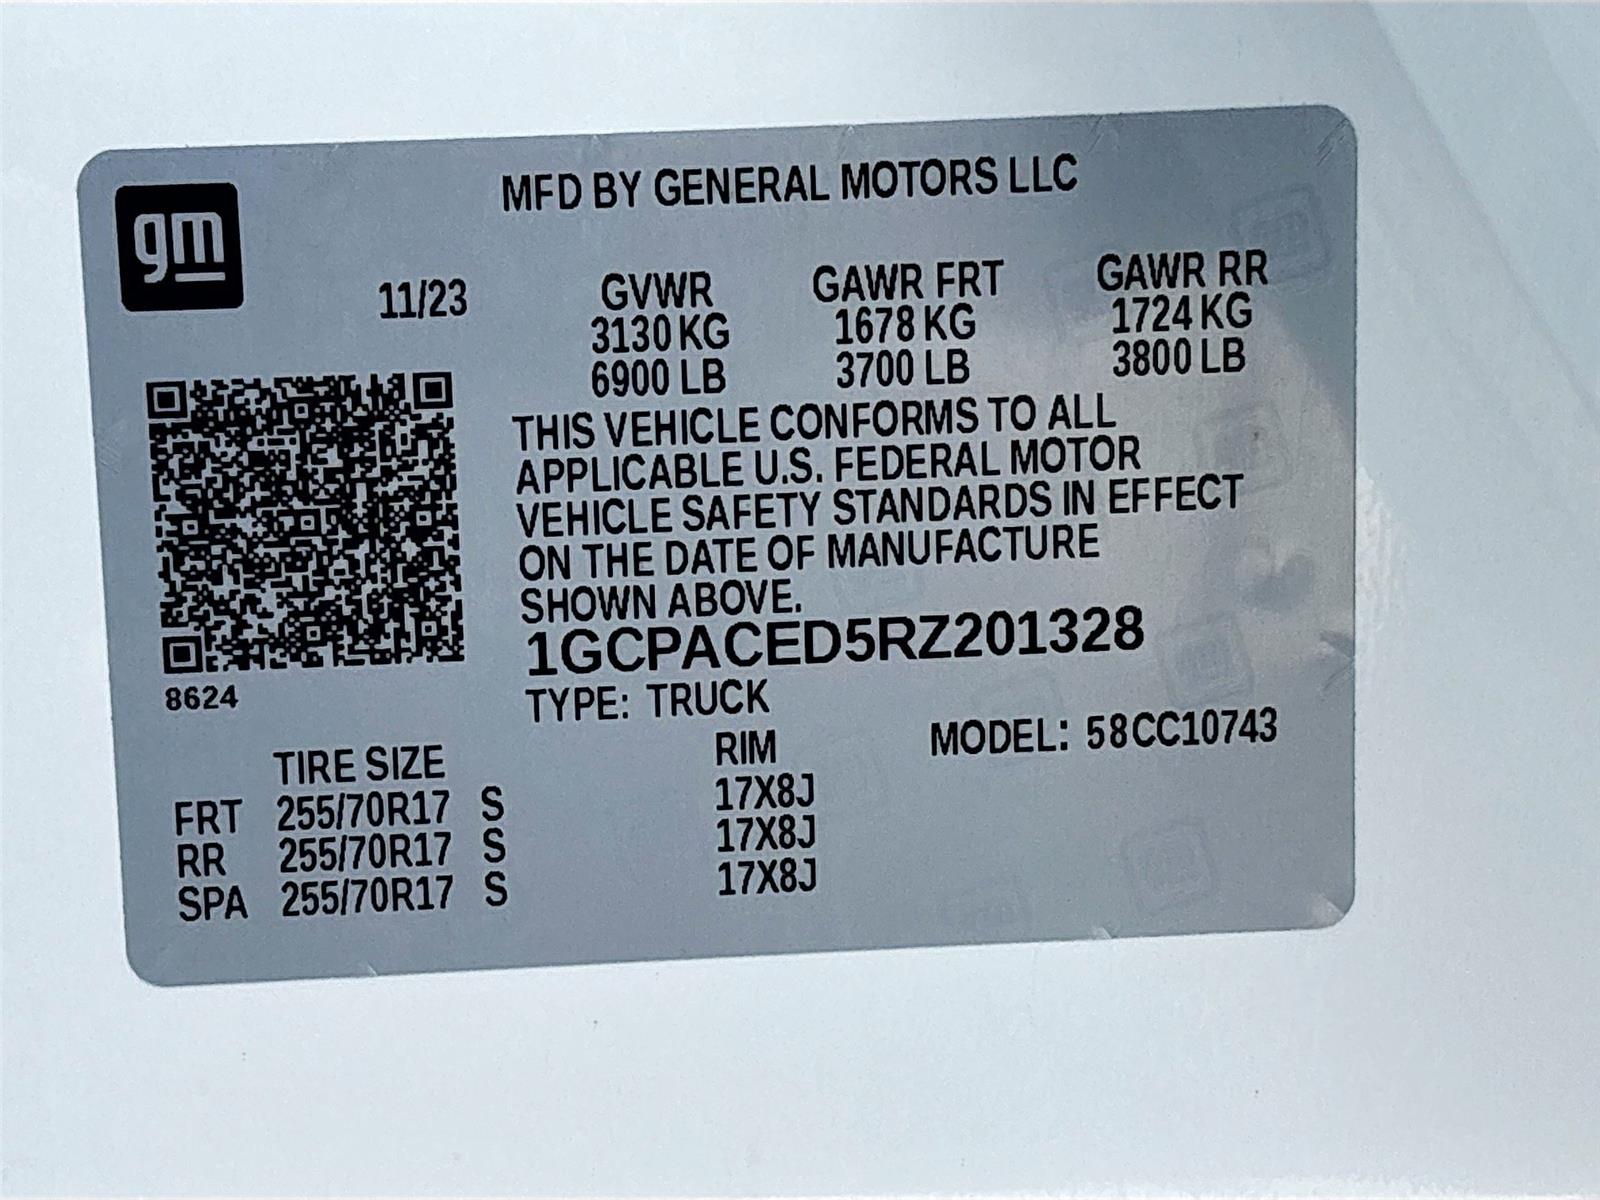 gm
MFD BY GENERAL MOTORS LLC
11/23
GVWR GAWR FRT GAWR RR
3130 KG 1678 KG 1724 KG
6900 LB 3700 LB 3800 LB
THIS VEHICLE CONFORMS TO ALL
APPLICABLE U.S. FEDERAL MOTOR
VEHICLE SAFETY STANDARDS IN EFFECT
ON THE DATE OF MANUFACTURE
SHOWN ABOVE.
1GCPACED5RZ201328
8624
TYPE: TRUCK
MODEL: 58CC10743
TIRE SIZE RIM
FRT 255/70R17 S 17X8J
RR 255/70R17 S 17X8J
SPA 255/70R17 S 17X8J